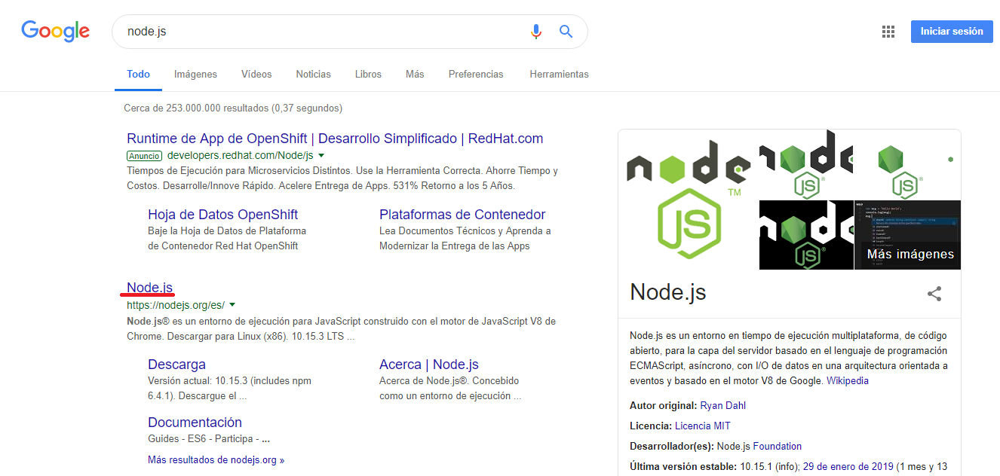 Google
node.js
Iniciar sesión
Todo Imágenes Vídeos Noticias Libros Más Preferencias Herramientas
Cerca de 253.000.000 resultados (0,37 segundos)
Runtime de App de OpenShift | Desarrollo Simplificado | RedHat.com
Anuncio developers.redhat.com/Node/js
Tiempos de Ejecución para Microservicios Distintos. Use la Herramienta Correcta. Ahorre Tiempo y
Costos. Desarrolle/Innove Rápido. Acelere Entrega de Apps. 531% Retorno a los 5 Años.
Hoja de Datos OpenShift
Baje la Hoja de Datos de Plataforma
de Contenedor Red Hat OpenShift
Plataformas de Contenedor
Lea Documentos Técnicos y Aprenda a
Modernizar la Entrega de las Apps
Node.js
https://nodejs.org/es/
Node.js® es un entorno de ejecución para JavaScript construido con el motor de JavaScript V8 de
Chrome. Descargar para Linux (x86). 10.15.3 LTS ...
Descarga
Versión actual: 10.15.3 (includes npm
6.4.1). Descargue el ...
Acerca | Node.js
Acerca de Node.js®. Concebido
como un entorno de ejecución ...
Documentación
Guides - ES6 - Participa - ...
Más resultados de nodejs.org »
node
JS
TM
node
JS®
JS®
node
JS®
Más imágenes
Node.js
Node.js es un entorno en tiempo de ejecución multiplataforma, de código
abierto, para la capa del servidor basado en el lenguaje de programación
ECMAScript, asíncrono, con I/O de datos en una arquitectura orientada a
eventos y basado en el motor V8 de Google. Wikipedia
Autor original: Ryan Dahl
Licencia: Licencia MIT
Desarrollador(es): Node.js Foundation
Última versión estable: 10.15.1 (info); 29 de enero de 2019 (1 mes y 13